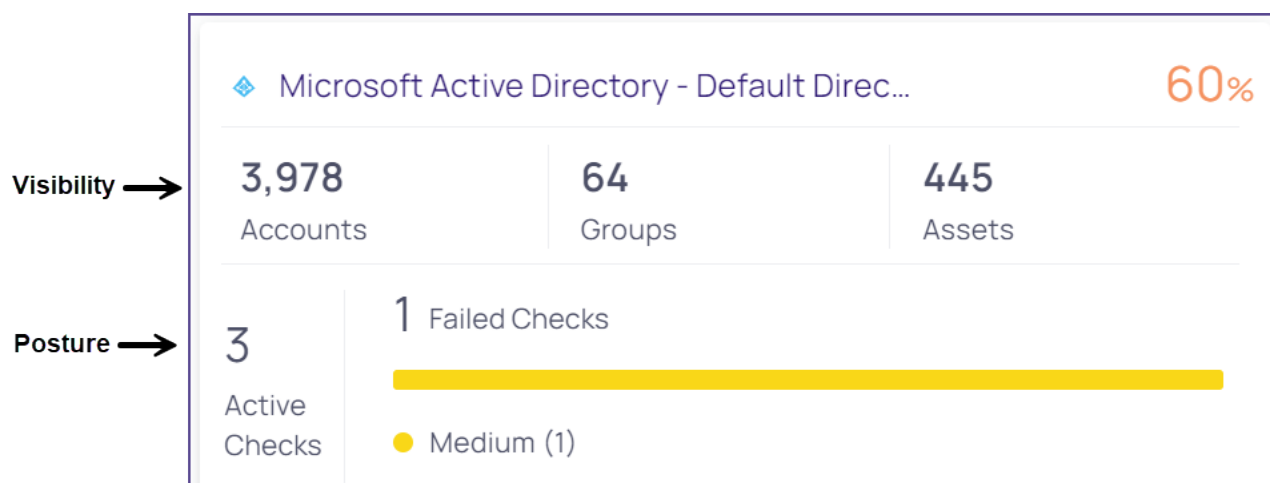 Microsoft Active Directory - Default Direc...
60%
Visibility
3,978
64
445
Accounts
Groups
Assets
Posture
3
Active
Checks
1 Failed Checks
Medium (1)